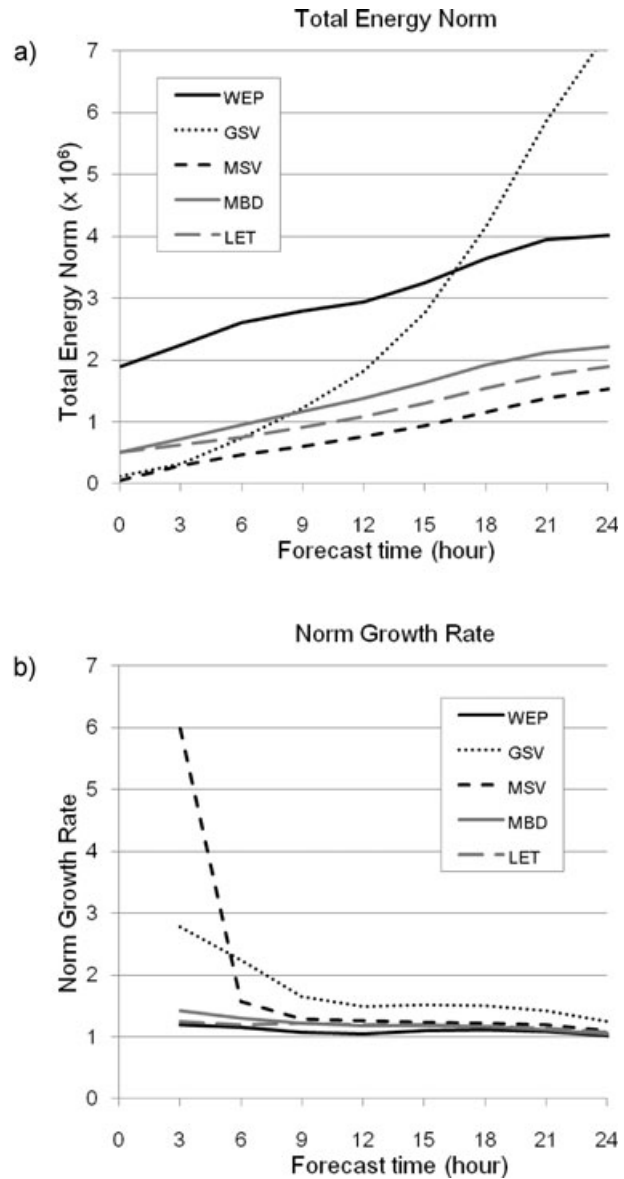 Total Energy Norm
a)
7
6
5
4
3
2
1
0
Total Energy Norm (x 10⁶)
WEP
GSV
MSV
MBD
LET
0 3 6 9 12 15 18 21 24
Forecast time (hour)
Norm Growth Rate
b)
7
6
5
4
3
2
1
0
Norm Growth Rate
WEP
GSV
MSV
MBD
LET
0 3 6 9 12 15 18 21 24
Forecast time (hour)